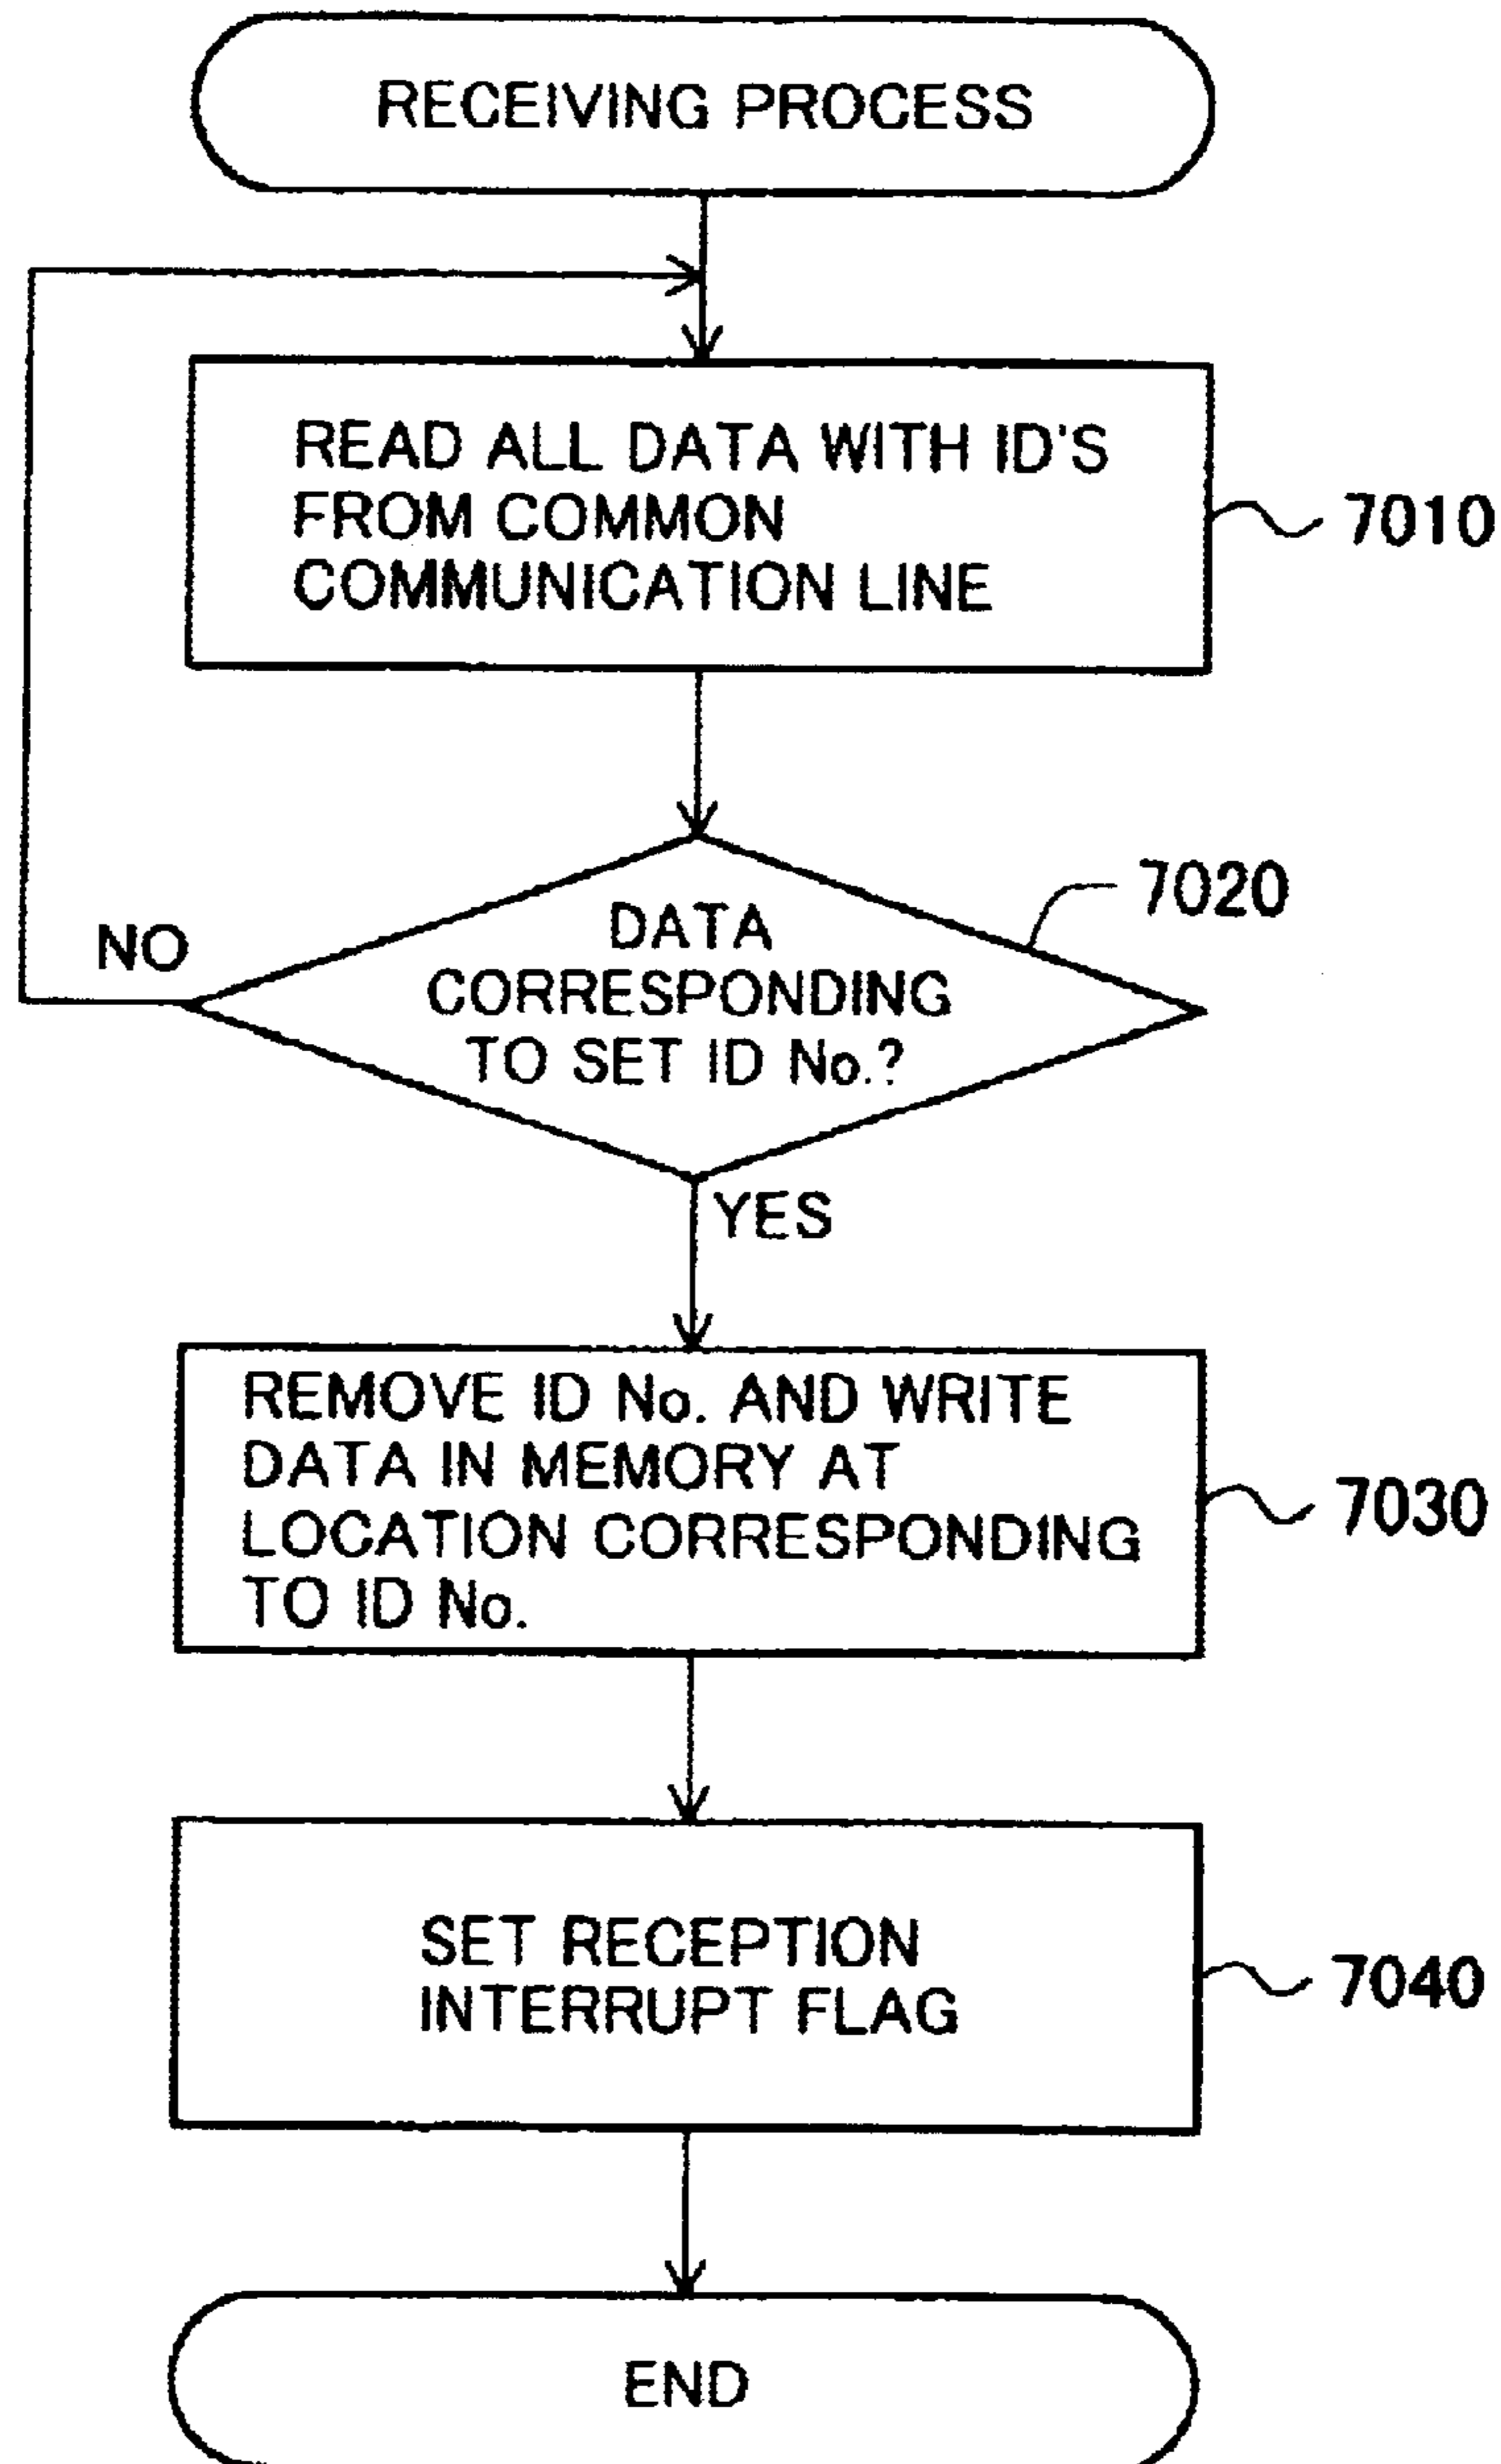 RECEIVING PROCESS
READ ALL DATA WITH ID'S
FROM COMMON
COMMUNICATION LINE
7010
7020
DATA
CORRESPONDING
TO SET ID No.?
NO
YES
REMOVE ID No. AND WRITE
DATA IN MEMORY AT
LOCATION CORRESPONDING
TO ID No.
7030
SET RECEPTION
INTERRUPT FLAG
7040
END